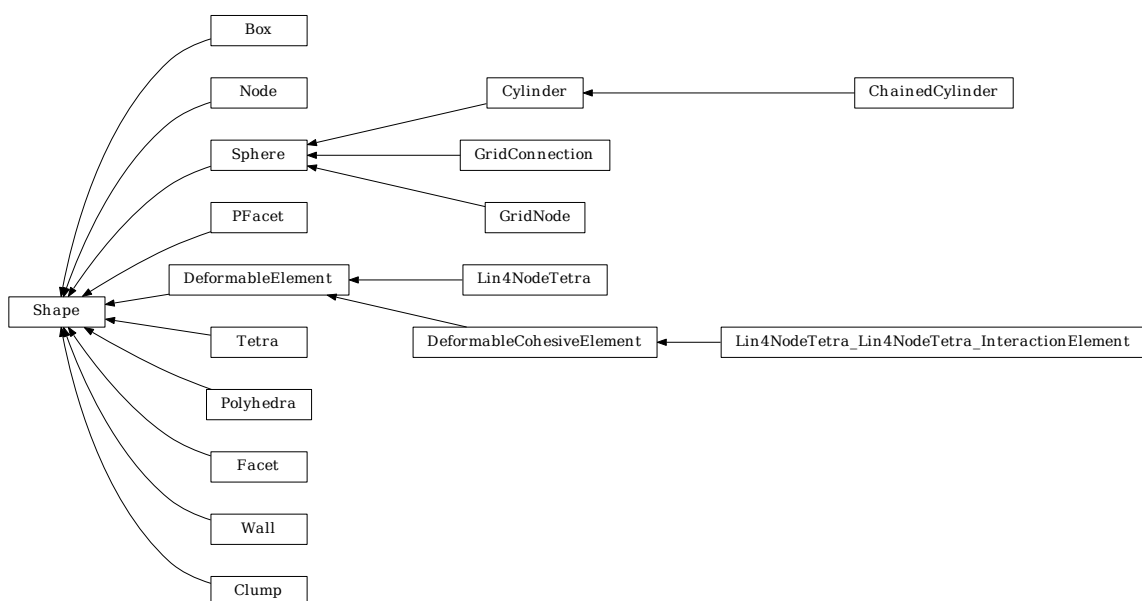 Box
Node
Cylinder
ChainedCylinder
Sphere
GridConnection
PFacet
GridNode
DeformableElement
Lin4NodeTetra
Shape
Tetra
DeformableCohesiveElement
Lin4NodeTetra_Lin4NodeTetra_InteractionElement
Polyhedra
Facet
Wall
Clump